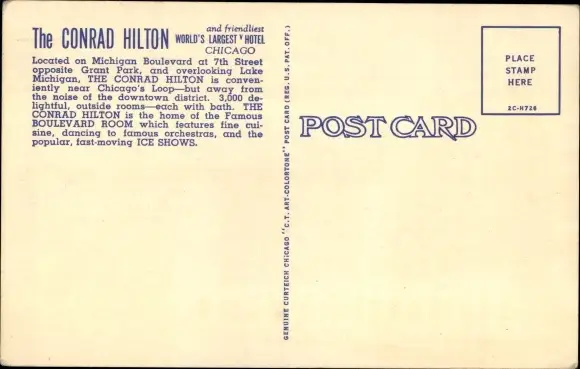 The CONRAD HILTON
and friendliest
WORLD'S LARGEST ˅ HOTEL
CHICAGO
Located on Michigan Boulevard at 7th Street
opposite Grant Park, and overlooking Lake
Michigan, THE CONRAD HILTON is conven-
iently near Chicago's Loop—but away from
the noise of the downtown district. 3,000 de-
lightful, outside rooms—each with bath. THE
CONRAD HILTON is the home of the Famous
BOULEVARD ROOM which features fine cui-
sine, dancing to famous orchestras, and the
popular, fast-moving ICE SHOWS.
GENUINE CURTEICH CHICAGO "C.T. ART-COLORTONE" POST CARD (REG. U.S. PAT. OFF.)
POST CARD
PLACE
STAMP
HERE
2C-H726